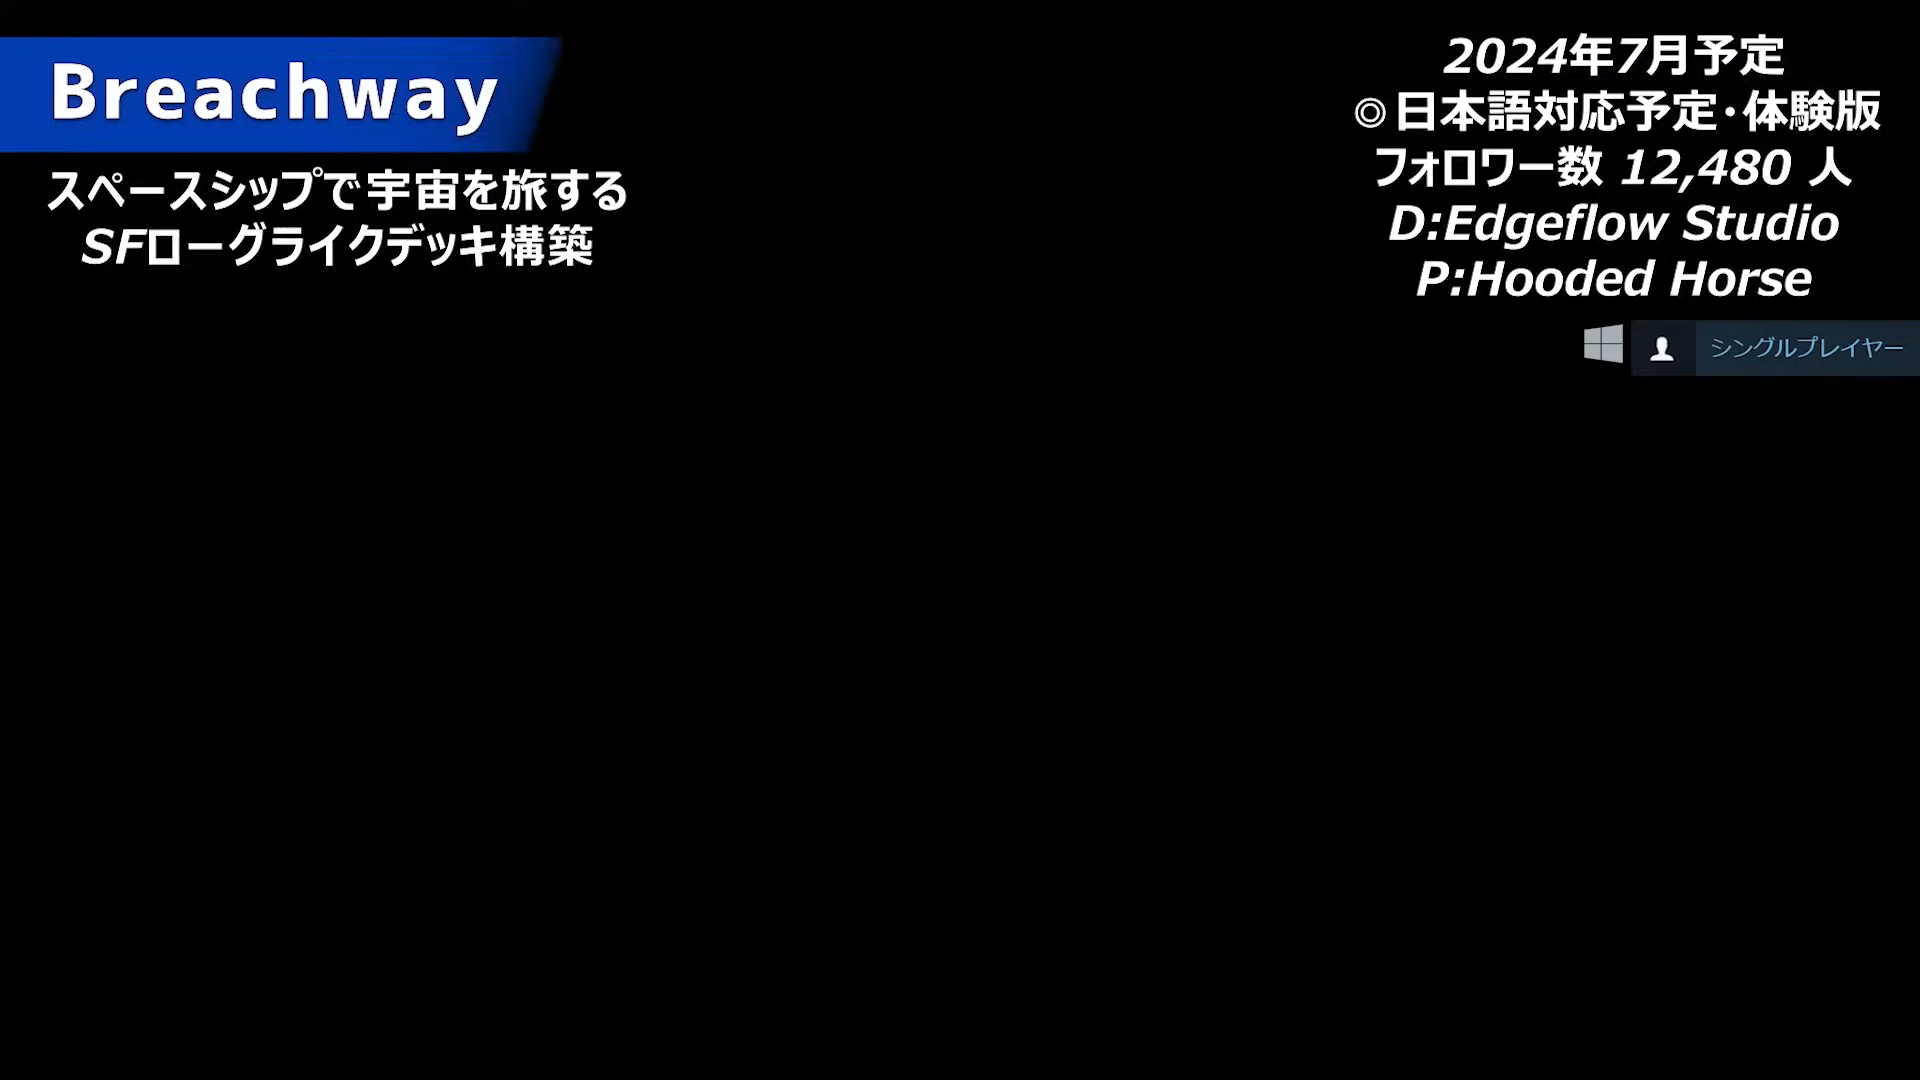 Breachway
スペースシップで宇宙を旅する
SFローグライクデッキ構築
2024年7月予定
◎日本語対応予定・体験版
フォロワー数 12,480 人
D:Edgeflow Studio
P:Hooded Horse
シングルプレイヤー